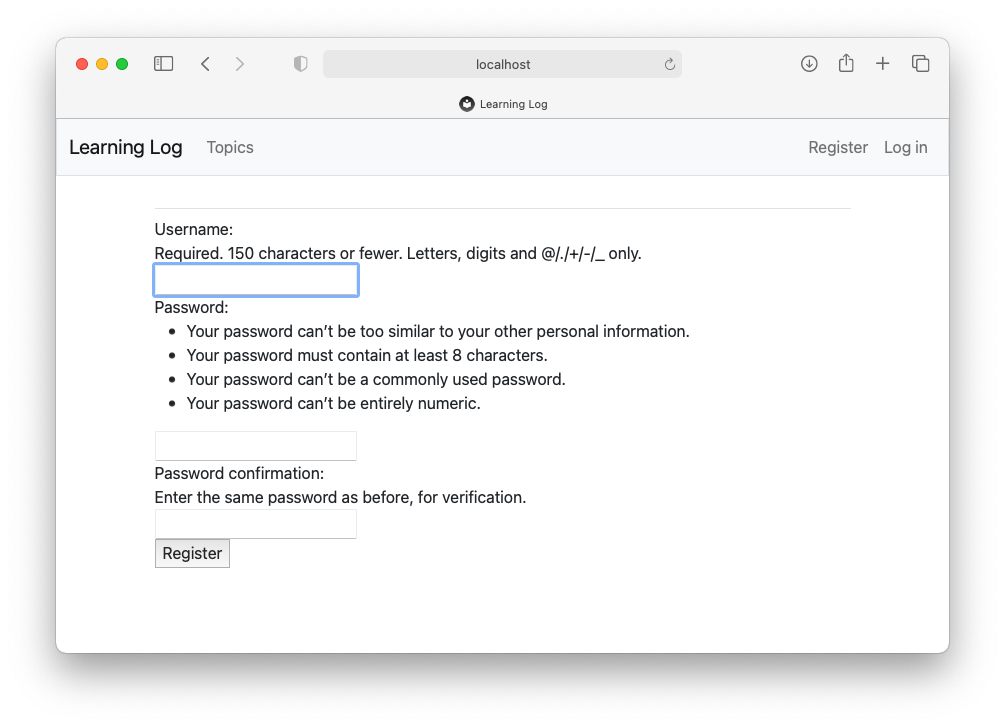 localhost
Learning Log
Learning Log Topics Register Log in
Username:
Required. 150 characters or fewer. Letters, digits and @/./+/-/_ only.
Password:
• Your password can’t be too similar to your other personal information.
• Your password must contain at least 8 characters.
• Your password can’t be a commonly used password.
• Your password can’t be entirely numeric.
Password confirmation:
Enter the same password as before, for verification.
Register